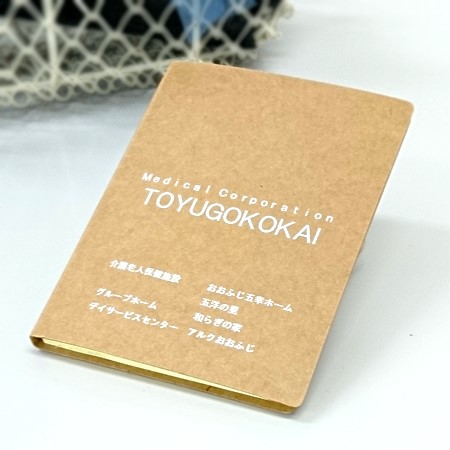 Medical Corporation
TOYUGOKOKAI
介護老人保健施設 おおふじ五幸ホーム
グループホーム 玉洋の里
和らぎの家
デイサービスセンター アルクおおふじ